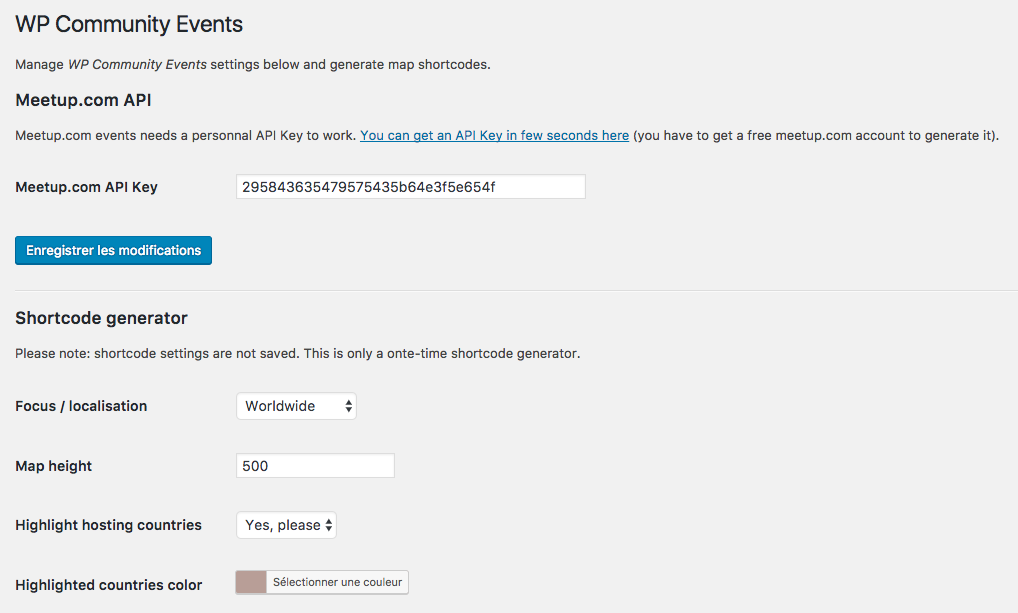 WP Community Events
Manage WP Community Events settings below and generate map shortcodes.
Meetup.com API
Meetup.com events needs a personnal API Key to work. You can get an API Key in few seconds here (you have to get a free meetup.com account to generate it).
Meetup.com API Key
295843635479575435b64e3f5e654f
Enregistrer les modifications
Shortcode generator
Please note: shortcode settings are not saved. This is only a onte-time shortcode generator.
Focus / localisation
Worldwide
Map height
500
Highlight hosting countries
Yes, please
Highlighted countries color
Sélectionner une couleur